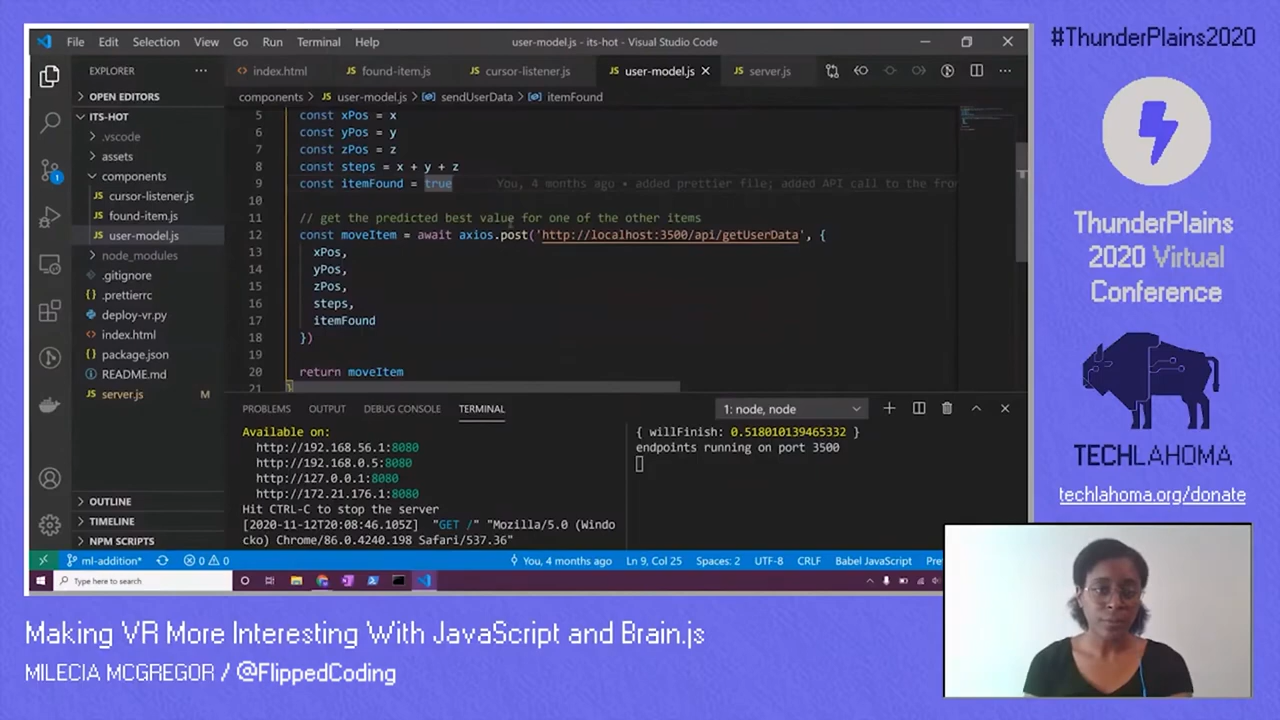 File Edit Selection View Go Run Terminal Help
user-model.js - its-hot - Visual Studio Code
#ThunderPlains2020
EXPLORER
index.html
found-item.js
cursor-listener.js
user-model.js
server.js
OPEN EDITORS
components > user-model.js > sendUserData > itemFound
ITS-HOT
.vscode
assets
components
cursor-listener.js
found-item.js
user-model.js
node_modules
.gitignore
.prettierrc
deploy-vr.py
index.html
package.json
README.md
server.js M
OUTLINE
TIMELINE
NPM SCRIPTS
5 const xPos = x
6 const yPos = y
7 const zPos = z
8 const steps = x + y + z
9 const itemFound = true You, 4 months ago • added prettier file; added API call to the fron
10
11 // get the predicted best value for one of the other items
12 const moveItem = await axios.post('http://localhost:3500/api/getUserData', {
13 xPos,
14 yPos,
15 zPos,
16 steps,
17 itemFound
18 })
19
20 return moveItem
21 }
PROBLEMS OUTPUT DEBUG CONSOLE TERMINAL
1: node, node
Available on:
http://192.168.56.1:8080
http://192.168.0.5:8080
http://127.0.0.1:8080
http://172.21.176.1:8080
Hit CTRL-C to stop the server
[2020-11-12T20:08:46.105Z] "GET /" "Mozilla/5.0 (Windo
cko) Chrome/86.0.4240.198 Safari/537.36"
{ willFinish: 0.518010139465332 }
endpoints running on port 3500
ml-addition* 0 0 You, 4 months ago Ln 9, Col 25 Spaces: 2 UTF-8 CRLF Babel JavaScript Pre
Type here to search
ThunderPlains
2020 Virtual
Conference
TECHLAHOMA
techlahoma.org/donate
Making VR More Interesting With JavaScript and Brain.js
MILECIA MCGREGOR / @FlippedCoding